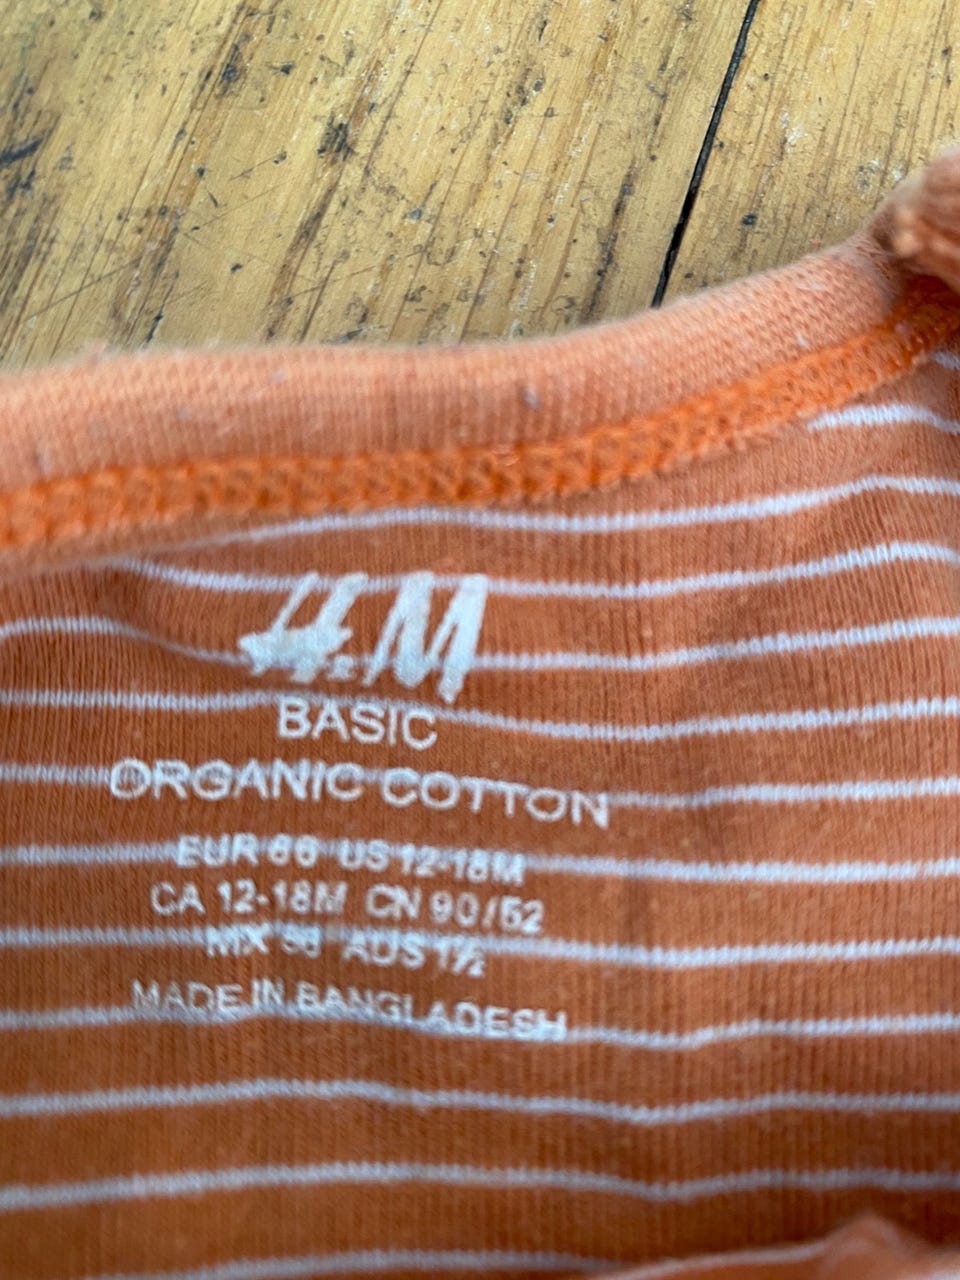 H&M
BASIC
ORGANIC COTTON
EUR 86 US 12-18M
CA 12-18M CN 90/52
MX AUS 1½
MADE IN BANGLADESH